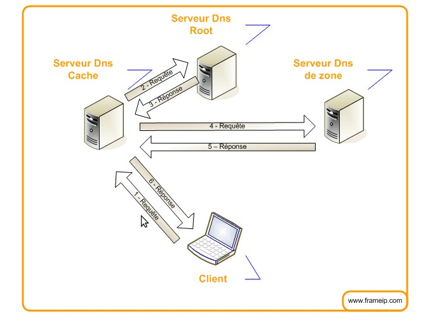 Serveur Dns
Root
Serveur Dns
Cache
Serveur Dns
de zone
2 - Requête
3 - Réponse
4 - Requête
5 – Réponse
6 - Réponse
1 - Requête
Client
www.frameip.com